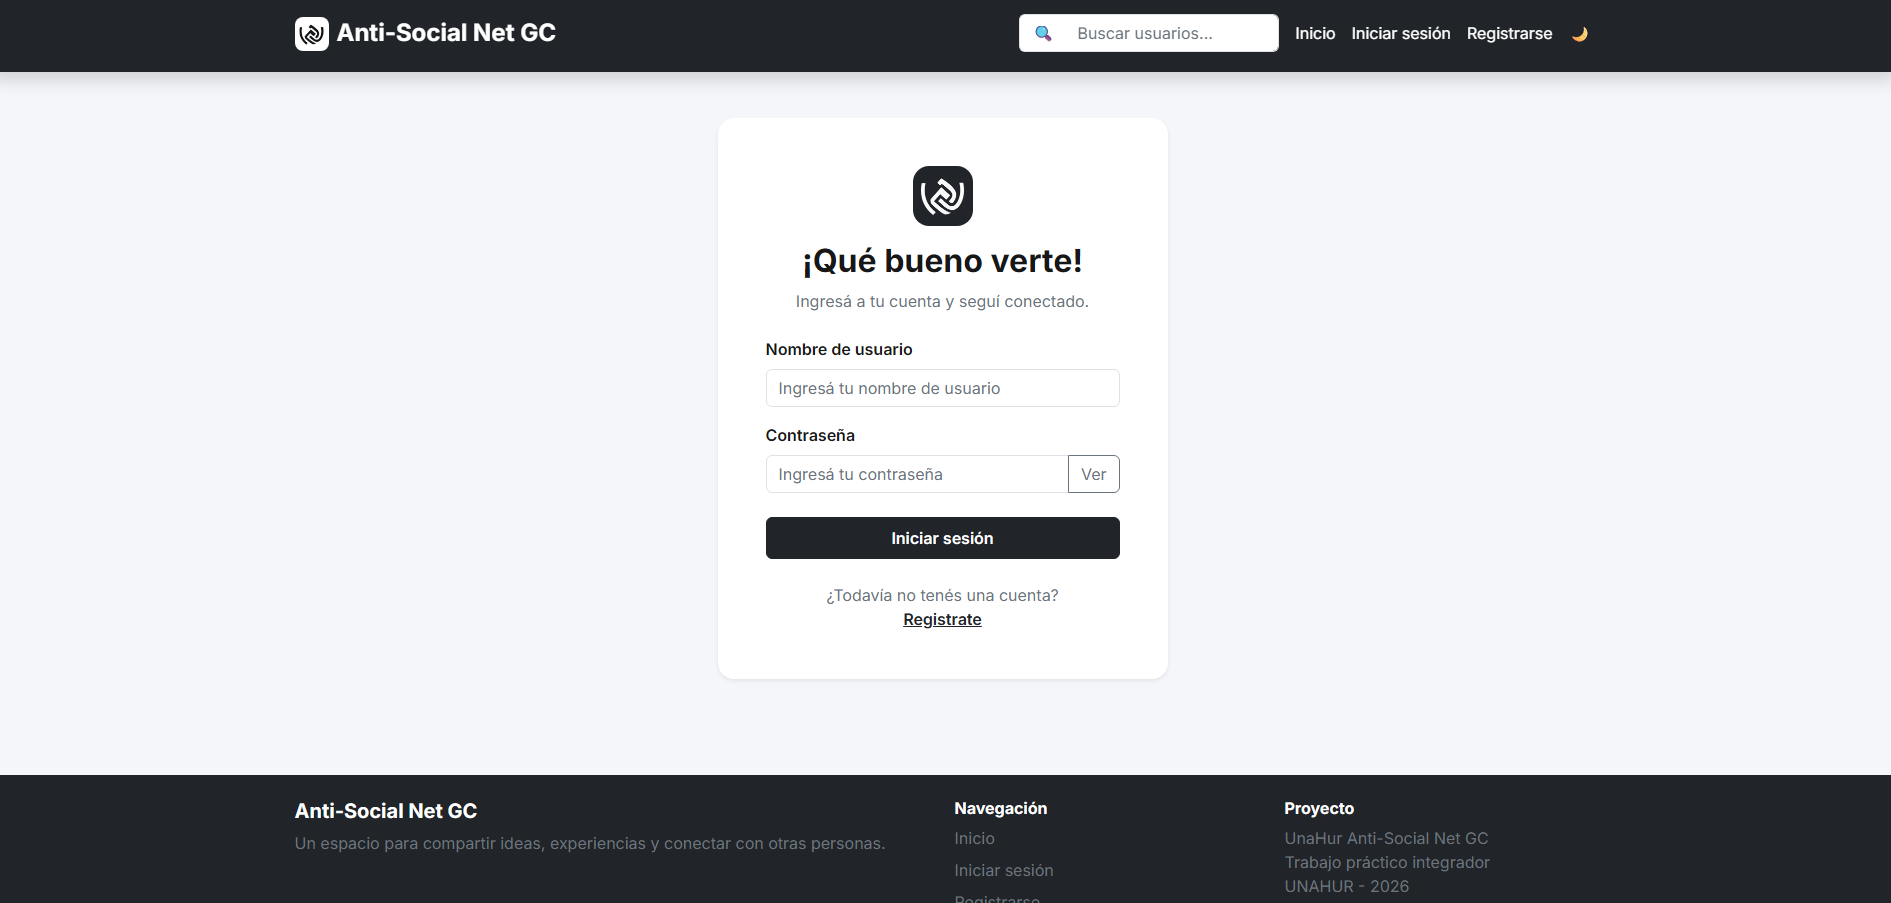 Anti-Social Net GC
Buscar usuarios...
Inicio
Iniciar sesión
Registrarse
¡Qué bueno verte!
Ingresá a tu cuenta y seguí conectado.
Nombre de usuario
Ingresá tu nombre de usuario
Contraseña
Ingresá tu contraseña
Ver
Iniciar sesión
¿Todavía no tenés una cuenta?
Registrate
Anti-Social Net GC
Un espacio para compartir ideas, experiencias y conectar con otras personas.
Navegación
Inicio
Iniciar sesión
Registrarse
Proyecto
UnaHur Anti-Social Net GC
Trabajo práctico integrador
UNAHUR - 2026